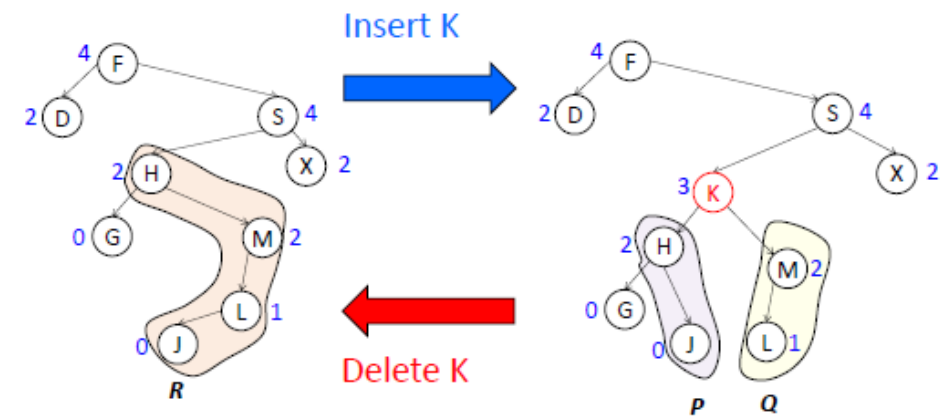 Insert K
4 F
4 F
2 D
S 4
2 D
S 4
2 H
X 2
3 K
X 2
0 G
M 2
2 H
M 2
0 G
L 1
0 J
0 J
L 1
Delete K
R
P
Q